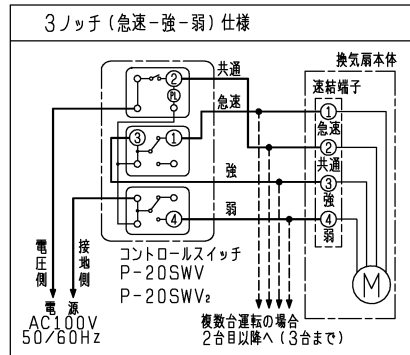 3ノッチ(急速－強－弱)仕様
換気扇本体
速結端子
共通
急速
強
弱
②
PL
③
①
④
①
急速
②
共通
③
強
④
弱
M
コントロールスイッチ
P-20SWV
P-20SWV₂
電圧側
接地側
電源
AC100V
50/60Hz
複数台運転の場合
2台目以降へ(3台まで)